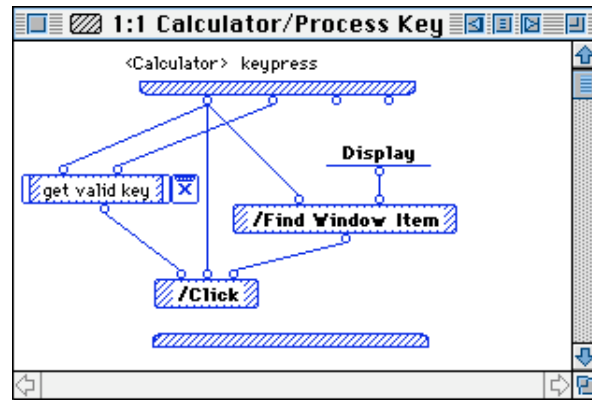 1:1 Calculator/Process Key
<Calculator> keypress
Display
get valid key
/Find Window Item
/Click